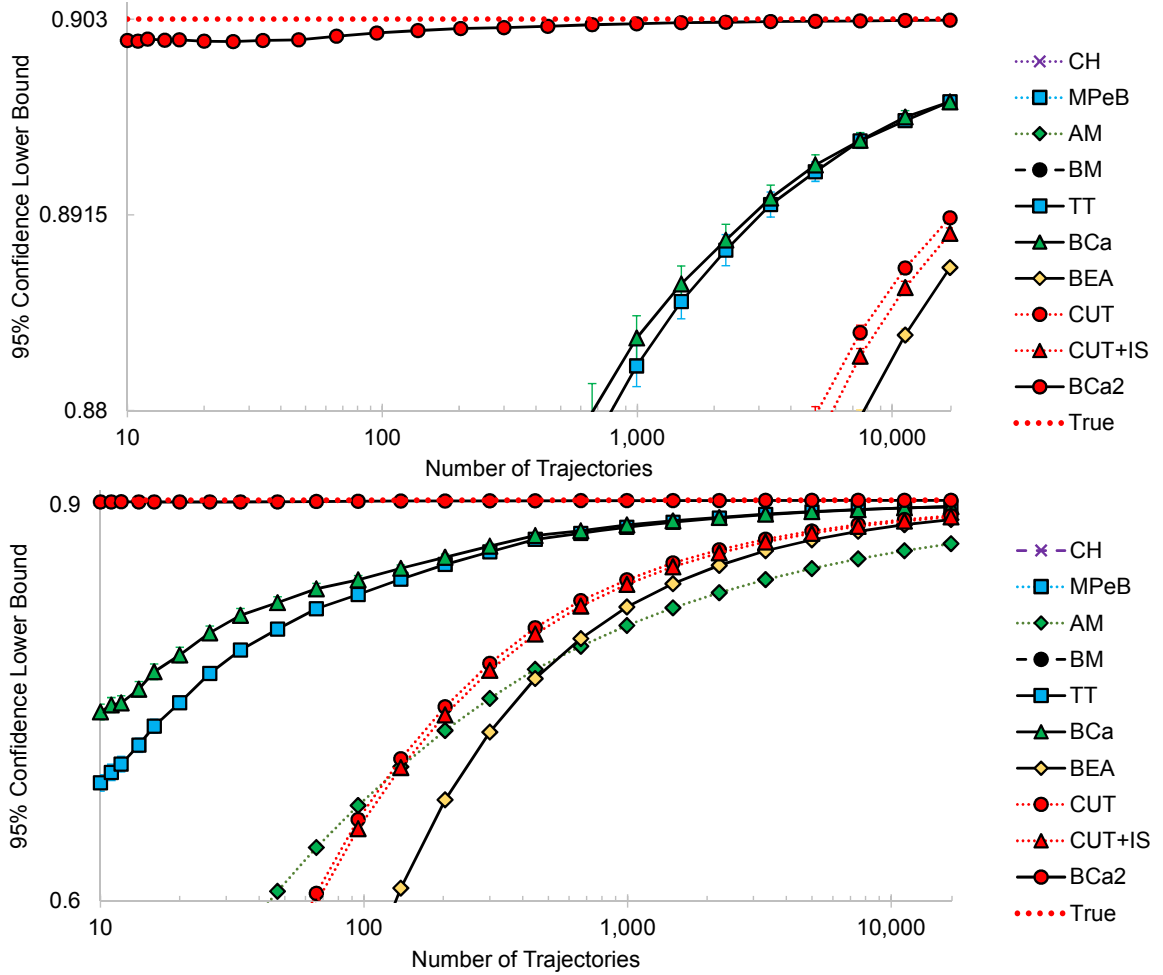 0.903
0.8915
0.88
95% Confidence Lower Bound
10
100
1,000
10,000
Number of Trajectories
CH
MPeB
AM
BM
TT
BCa
BEA
CUT
CUT+IS
BCa2
True
0.9
0.6
95% Confidence Lower Bound
10
100
1,000
10,000
Number of Trajectories
CH
MPeB
AM
BM
TT
BCa
BEA
CUT
CUT+IS
BCa2
True